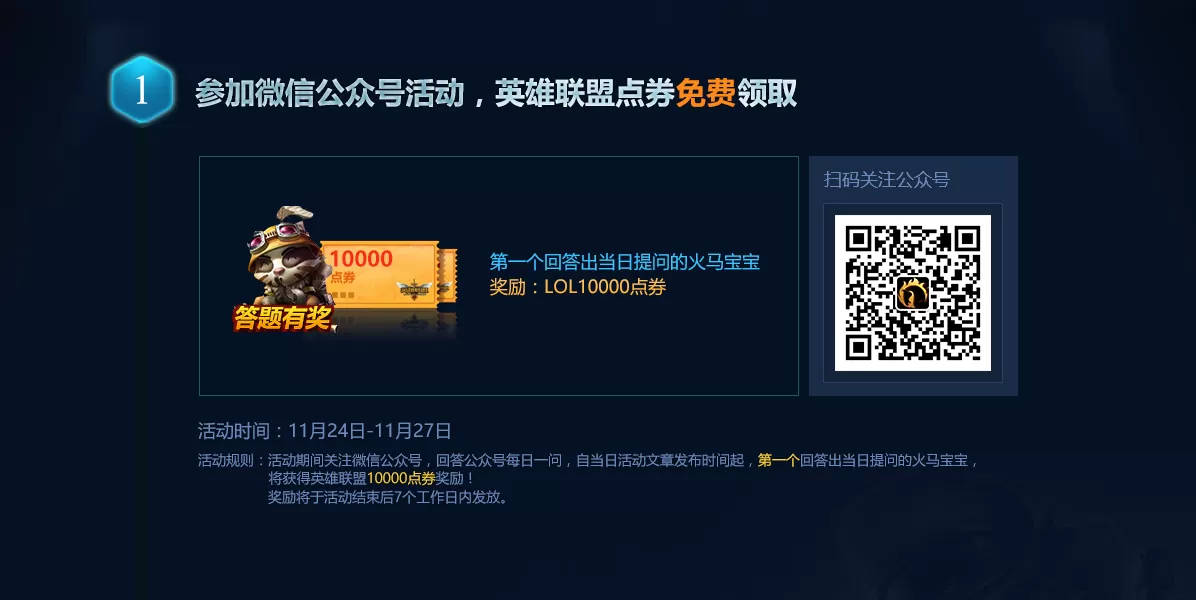 1
参加微信公众号活动，英雄联盟点券免费领取
扫码关注公众号
10000
点券
答题有奖
第一个回答出当日提问的火马宝宝
奖励：LOL10000点券
活动时间：11月24日-11月27日
活动规则：活动期间关注微信公众号，回答公众号每日一问，自当日活动文章发布时间起，第一个回答出当日提问的火马宝宝，
将获得英雄联盟10000点券奖励！
奖励将于活动结束后7个工作日内发放。